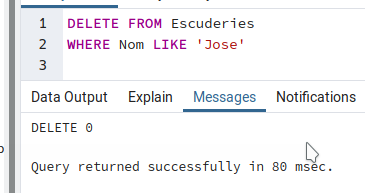 1 DELETE FROM Escuderies
2 WHERE Nom LIKE 'Jose'
3
Data Output Explain Messages Notifications
DELETE 0
Query returned successfully in 80 msec.